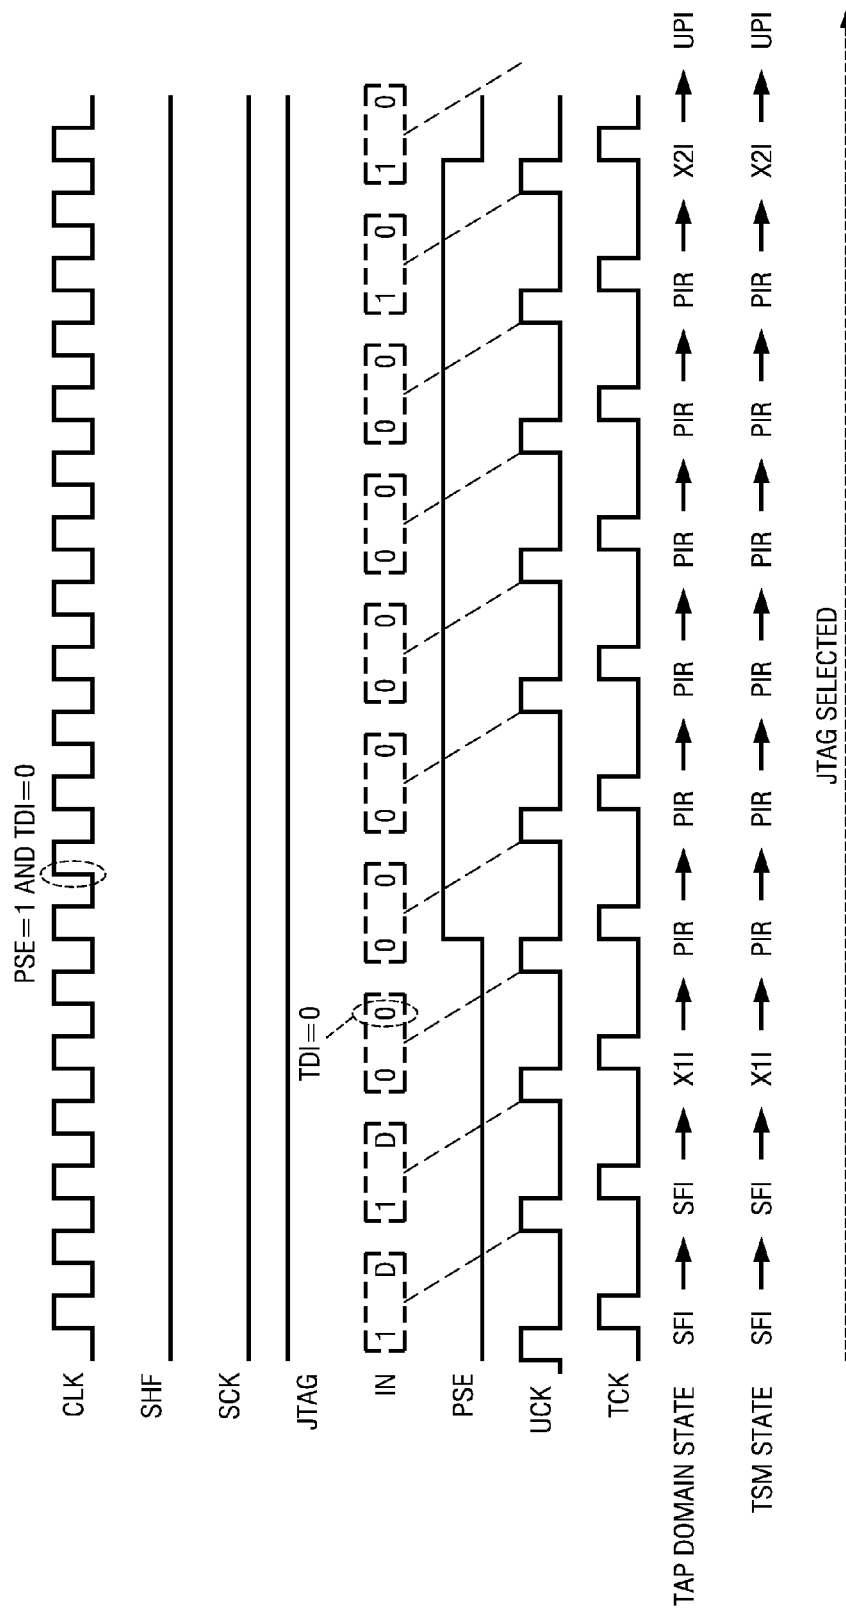 PSE=1 AND TDI=0
CLK
SHF
SCK
TDI=0
JTAG
IN 1 D 1 D 0 0 0 0 0 0 0 0 0 0 0 0 1 0 1 0
PSE
UCK
TCK
TAP DOMAIN STATE SFI SFI X1I PIR PIR PIR PIR PIR PIR X2I UPI
TSM STATE SFI SFI X1I PIR PIR PIR PIR PIR PIR X2I UPI
JTAG SELECTED